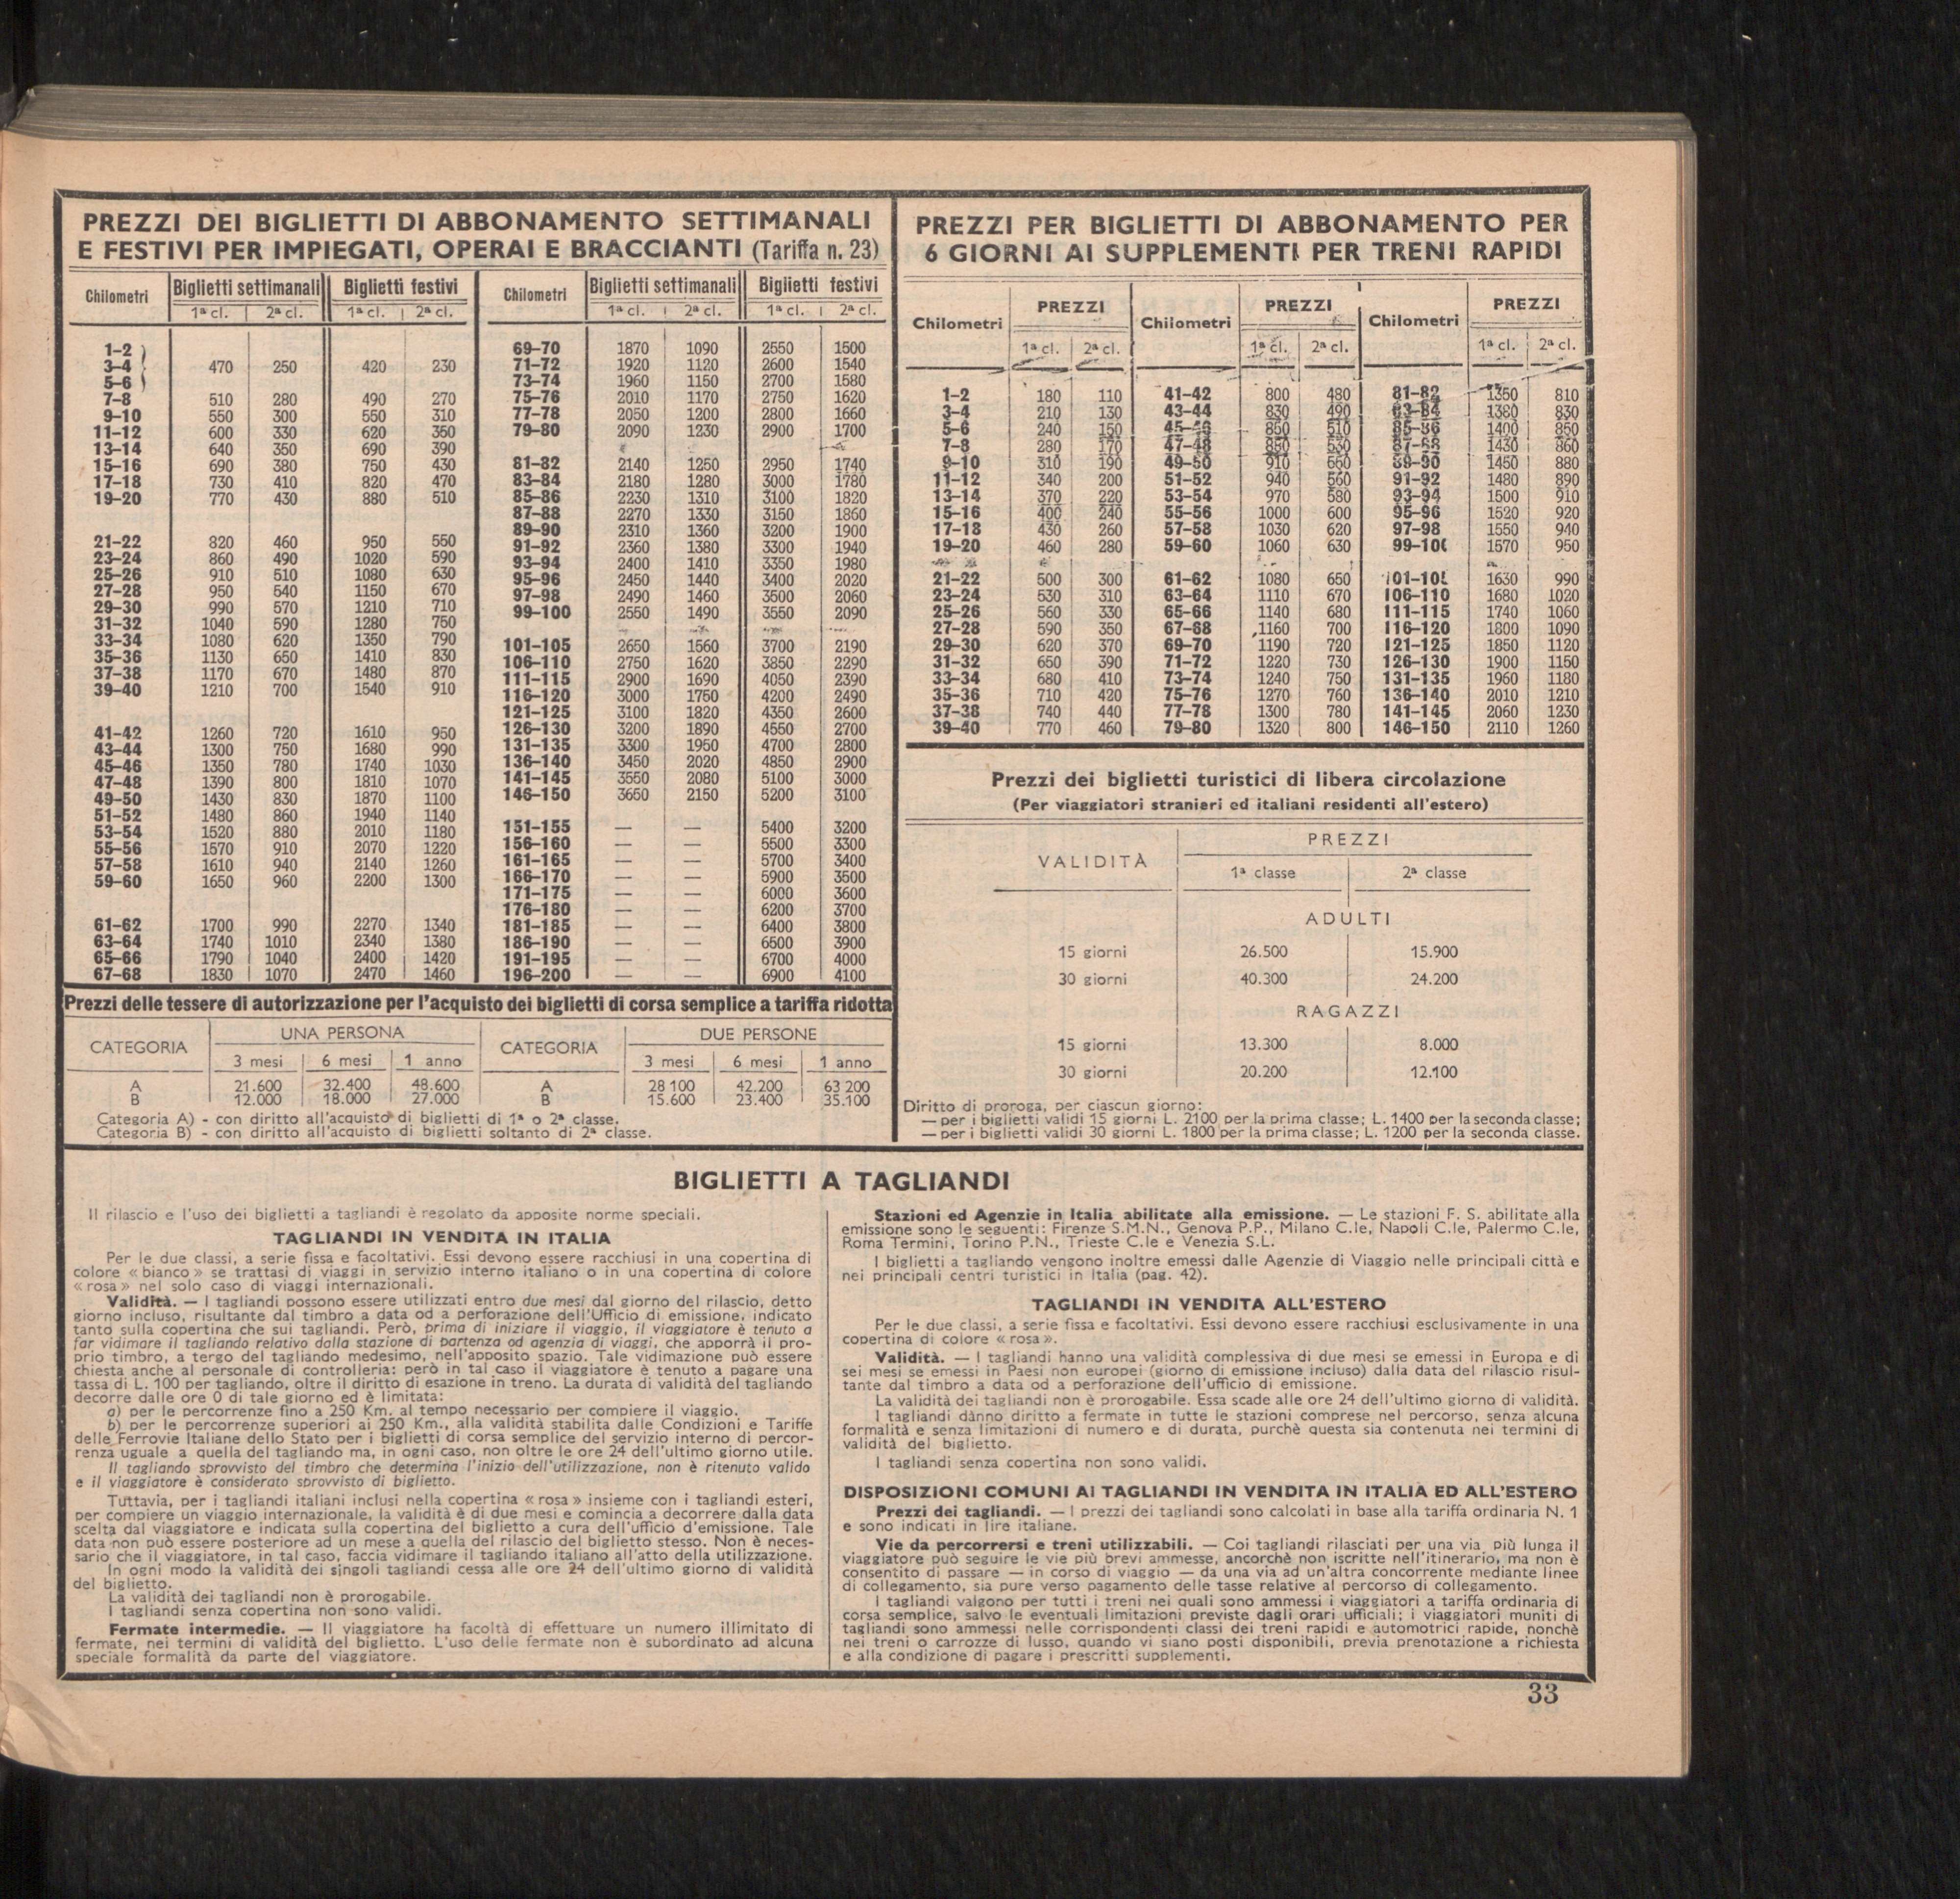 PREZZI DEI BIGLIETTI DI ABBONAMENTO SETTIMANALI
E FESTIVI PER IMPIEGATI, OPERAI E BRACCIANTI (Tariffa n. 23)
Chilometri Biglietti settimanali Biglietti festivi
1ª cl. 2ª cl. 1ª cl. 2ª cl.
1-2
3-4 470 250 420 230
5-6
7-8 510 280 490 270
9-10 550 300 550 310
11-12 600 330 620 350
13-14 640 350 690 390
15-16 690 380 750 430
17-18 730 410 820 470
19-20 770 430 880 510
21-22 820 460 950 550
23-24 860 490 1020 590
25-26 910 510 1080 630
27-28 950 540 1150 670
29-30 990 570 1210 710
31-32 1040 590 1280 750
33-34 1080 620 1350 790
35-36 1130 650 1410 830
37-38 1170 670 1480 870
39-40 1210 700 1540 910
41-42 1260 720 1610 950
43-44 1300 750 1680 990
45-46 1350 780 1740 1030
47-48 1390 800 1810 1070
49-50 1430 830 1870 1100
51-52 1480 860 1940 1140
53-54 1520 880 2010 1180
55-56 1570 910 2070 1220
57-58 1610 940 2140 1260
59-60 1650 960 2200 1300
61-62 1700 990 2270 1340
63-64 1740 1010 2340 1380
65-66 1790 1040 2400 1420
67-68 1830 1070 2470 1460
Chilometri Biglietti settimanali Biglietti festivi
1ª cl. 2ª cl. 1ª cl. 2ª cl.
69-70 1870 1090 2550 1500
71-72 1920 1120 2600 1540
73-74 1960 1150 2700 1580
75-76 2010 1170 2750 1620
77-78 2050 1200 2800 1660
79-80 2090 1230 2900 1700
81-82 2140 1250 2950 1740
83-84 2180 1280 3000 1780
85-86 2230 1310 3100 1820
87-88 2270 1330 3150 1860
89-90 2310 1360 3200 1900
91-92 2360 1380 3300 1940
93-94 2400 1410 3350 1980
95-96 2450 1440 3400 2020
97-98 2490 1460 3500 2060
99-100 2550 1490 3550 2090
101-105 2650 1560 3700 2190
106-110 2750 1620 3850 2290
111-115 2900 1690 4050 2390
116-120 3000 1750 4200 2490
121-125 3100 1820 4350 2600
126-130 3200 1890 4550 2700
131-135 3300 1950 4700 2800
136-140 3450 2020 4850 2900
141-145 3550 2080 5100 3000
146-150 3650 2150 5200 3100
151-155 — — 5400 3200
156-160 — — 5500 3300
161-165 — — 5700 3400
166-170 — — 5900 3500
171-175 — — 6000 3600
176-180 — — 6200 3700
181-185 — — 6400 3800
186-190 — — 6500 3900
191-195 — — 6700 4000
196-200 — — 6900 4100
Prezzi delle tessere di autorizzazione per l'acquisto dei biglietti di corsa semplice a tariffa ridotta
CATEGORIA UNA PERSONA CATEGORIA DUE PERSONE
3 mesi 6 mesi 1 anno 3 mesi 6 mesi 1 anno
A 21.600 32.400 48.600 A 28 100 42.200 63 200
B 12.000 18.000 27.000 B 15.600 23.400 35.100
Categoria A) - con diritto all'acquisto di biglietti di 1ª o 2ª classe.
Categoria B) - con diritto all'acquisto di biglietti soltanto di 2ª classe.
PREZZI PER BIGLIETTI DI ABBONAMENTO PER
6 GIORNI AI SUPPLEMENTI PER TRENI RAPIDI
Chilometri PREZZI Chilometri PREZZI Chilometri PREZZI
1ª cl. 2ª cl. 1ª cl. 2ª cl. 1ª cl. 2ª cl.
1-2 180 110 41-42 800 480 81-82 1350 810
3-4 210 130 43-44 830 490 83-84 1380 830
5-6 240 150 45-46 850 510 85-86 1400 850
7-8 280 170 47-48 530 87-88 1430 860
9-10 310 190 49-50 910 89-90 1450 880
11-12 340 200 51-52 940 560 91-92 1480 890
13-14 370 220 53-54 970 580 93-94 1500 910
15-16 400 240 55-56 1000 600 95-96 1520 920
17-18 430 260 57-58 1030 620 97-98 1550 940
19-20 460 280 59-60 1060 630 99-100 1570 950
21-22 500 300 61-62 1080 650 101-105 1630 990
23-24 530 310 63-64 1110 670 106-110 1680 1020
25-26 560 330 65-66 1140 680 111-115 1740 1060
27-28 590 350 67-68 1160 700 116-120 1800 1090
29-30 620 370 69-70 1190 720 121-125 1850 1120
31-32 650 390 71-72 1220 730 126-130 1900 1150
33-34 680 410 73-74 1240 750 131-135 1960 1180
35-36 710 420 75-76 1270 760 136-140 2010 1210
37-38 740 440 77-78 1300 780 141-145 2060 1230
39-40 770 460 79-80 1320 800 146-150 2110 1260
Prezzi dei biglietti turistici di libera circolazione
(Per viaggiatori stranieri ed italiani residenti all'estero)
VALIDITÀ PREZZI
1ª classe 2ª classe
ADULTI
15 giorni 26.500 15.900
30 giorni 40.300 24.200
RAGAZZI
15 giorni 13.300 8.000
30 giorni 20.200 12.100
Diritto di proroga, per ciascun giorno:
— per i biglietti validi 15 giorni L. 2100 per la prima classe; L. 1400 per la seconda classe;
— per i biglietti validi 30 giorni L. 1800 per la prima classe; L. 1200 per la seconda classe.
BIGLIETTI A TAGLIANDI
Il rilascio e l'uso dei biglietti a tagliandi è regolato da apposite norme speciali.
TAGLIANDI IN VENDITA IN ITALIA
Per le due classi, a serie fissa e facoltativi. Essi devono essere racchiusi in una copertina di
colore « bianco » se trattasi di viaggi in servizio interno italiano o in una copertina di colore
« rosa » nel solo caso di viaggi internazionali.
Validità. — I tagliandi possono essere utilizzati entro due mesi dal giorno del rilascio, detto
giorno incluso, risultante dal timbro a data od a perforazione dell'Ufficio di emissione, indicato
tanto sulla copertina che sui tagliandi. Però, prima di iniziare il viaggio, il viaggiatore è tenuto a
far vidimare il tagliando relativo dalla stazione di partenza od agenzia di viaggi, che apporrà il pro-
prio timbro, a tergo del tagliando medesimo, nell'apposito spazio. Tale vidimazione può essere
chiesta anche al personale di controlleria; però in tal caso il viaggiatore è tenuto a pagare una
tassa di L. 100 per tagliando, oltre il diritto di esazione in treno. La durata di validità del tagliando
decorre dalle ore 0 di tale giorno ed è limitata:
a) per le percorrenze fino a 250 Km. al tempo necessario per compiere il viaggio.
b) per le percorrenze superiori ai 250 Km., alla validità stabilita dalle Condizioni e Tariffe
delle Ferrovie Italiane dello Stato per i biglietti di corsa semplice del servizio interno di percor-
renza uguale a quella del tagliando ma, in ogni caso, non oltre le ore 24 dell'ultimo giorno utile.
Il tagliando sprovvisto del timbro che determina l'inizio dell'utilizzazione, non è ritenuto valido
e il viaggiatore è considerato sprovvisto di biglietto.
Tuttavia, per i tagliandi italiani inclusi nella copertina « rosa » insieme con i tagliandi esteri,
per compiere un viaggio internazionale, la validità è di due mesi e comincia a decorrere dalla data
scelta dal viaggiatore e indicata sulla copertina del biglietto a cura dell'ufficio d'emissione. Tale
data non può essere posteriore ad un mese a quella del rilascio del biglietto stesso. Non è neces-
sario che il viaggiatore, in tal caso, faccia vidimare il tagliando italiano all'atto della utilizzazione.
In ogni modo la validità dei singoli tagliandi cessa alle ore 24 dell'ultimo giorno di validità
del biglietto.
La validità dei tagliandi non è prorogabile.
I tagliandi senza copertina non sono validi.
Fermate intermedie. — Il viaggiatore ha facoltà di effettuare un numero illimitato di
fermate, nei termini di validità del biglietto. L'uso delle fermate non è subordinato ad alcuna
speciale formalità da parte del viaggiatore.
Stazioni ed Agenzie in Italia abilitate alla emissione. — Le stazioni F. S. abilitate alla
emissione sono le seguenti: Firenze S.M.N., Genova P.P., Milano C.le, Napoli C.le, Palermo C.le,
Roma Termini, Torino P.N., Trieste C.le e Venezia S.L.
I biglietti a tagliando vengono inoltre emessi dalle Agenzie di Viaggio nelle principali città e
nei principali centri turistici in Italia (pag. 42).
TAGLIANDI IN VENDITA ALL'ESTERO
Per le due classi, a serie fissa e facoltativi. Essi devono essere racchiusi esclusivamente in una
copertina di colore « rosa ».
Validità. — I tagliandi hanno una validità complessiva di due mesi se emessi in Europa e di
sei mesi se emessi in Paesi non europei (giorno di emissione incluso) dalla data del rilascio risul-
tante dal timbro a data od a perforazione dell'ufficio di emissione.
La validità dei tagliandi non è prorogabile. Essa scade alle ore 24 dell'ultimo giorno di validità.
I tagliandi dànno diritto a fermate in tutte le stazioni comprese nel percorso, senza alcuna
formalità e senza limitazioni di numero e di durata, purchè questa sia contenuta nei termini di
validità del biglietto.
I tagliandi senza copertina non sono validi.
DISPOSIZIONI COMUNI AI TAGLIANDI IN VENDITA IN ITALIA ED ALL'ESTERO
Prezzi dei tagliandi. — I prezzi dei tagliandi sono calcolati in base alla tariffa ordinaria N. 1
e sono indicati in lire italiane.
Vie da percorrersi e treni utilizzabili. — Coi tagliandi rilasciati per una via più lunga il
viaggiatore può seguire le vie più brevi ammesse, ancorchè non iscritte nell'itinerario, ma non è
consentito di passare — in corso di viaggio — da una via ad un'altra concorrente mediante linee
di collegamento, sia pure verso pagamento delle tasse relative al percorso di collegamento.
I tagliandi valgono per tutti i treni nei quali sono ammessi i viaggiatori a tariffa ordinaria di
corsa semplice, salvo le eventuali limitazioni previste dagli orari ufficiali; i viaggiatori muniti di
tagliandi sono ammessi nelle corrispondenti classi dei treni rapidi e automotrici rapide, nonchè
nei treni o carrozze di lusso, quando vi siano posti disponibili, previa prenotazione a richiesta
e alla condizione di pagare i prescritti supplementi.
33